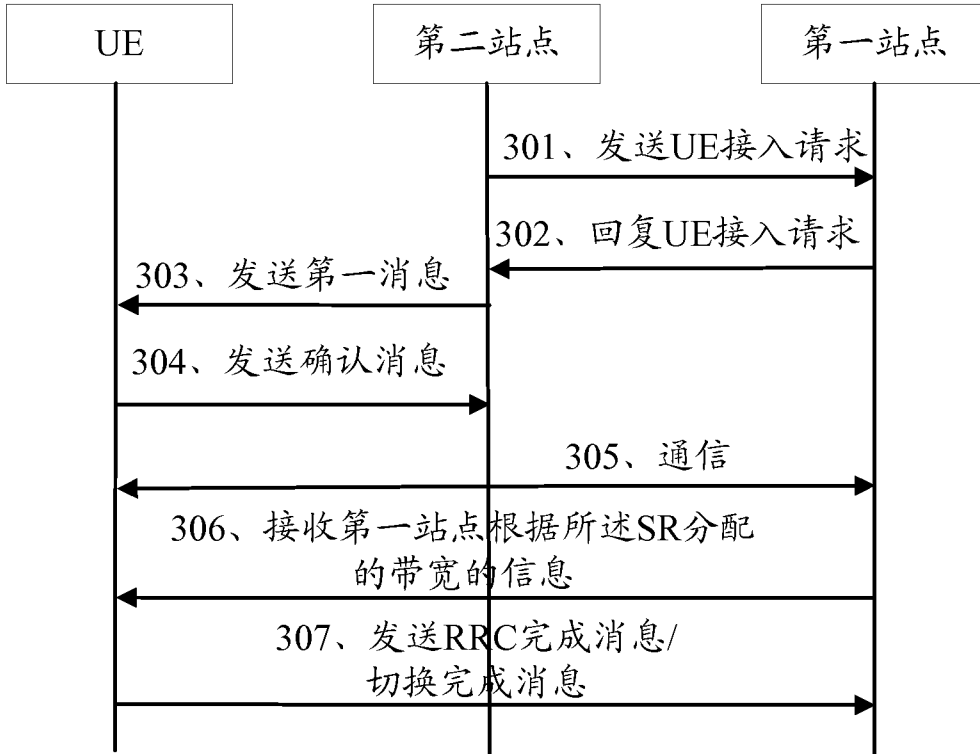 UE
第二站点
第一站点
301、发送UE接入请求
302、回复UE接入请求
303、发送第一消息
304、发送确认消息
305、通信
306、接收第一站点根据所述SR分配
的带宽的信息
307、发送RRC完成消息/
切换完成消息